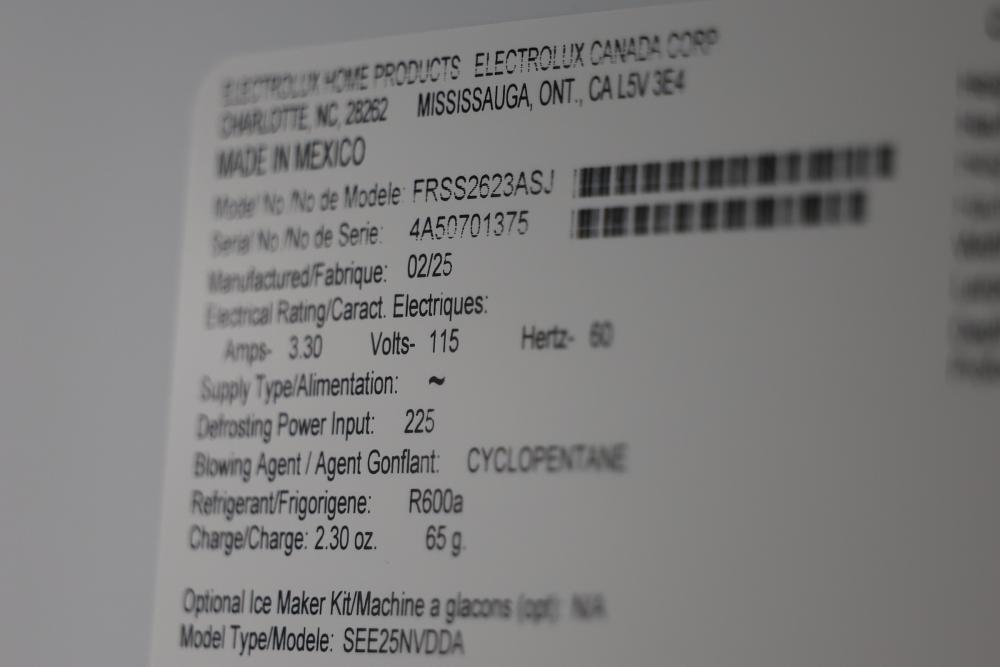 ELECTROLUX HOME PRODUCTS ELECTROLUX CANADA CORP
CHARLOTTE, NC, 28262 MISSISSAUGA, ONT., CA L5V 3E4
MADE IN MEXICO
Model No./No de Modele: FRSS2623ASJ
Serial No./No de Serie: 4A50701375
Manufactured/Fabrique: 02/25
Electrical Rating/Caract. Electriques:
Amps- 3.30 Volts- 115 Hertz- 60
Supply Type/Alimentation: ~
Defrosting Power Input: 225
Blowing Agent / Agent Gonflant: CYCLOPENTANE
Refrigerant/Frigorigene: R600a
Charge/Charge: 2.30 oz. 65 g.
Optional Ice Maker Kit/Machine a glacons (opt): N/A
Model Type/Modele: SEE25NVDDA